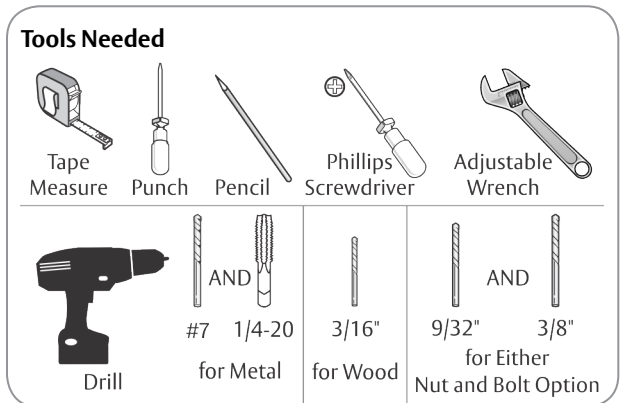 Tools Needed
Tape
Measure
Punch
Pencil
Phillips
Screwdriver
Adjustable
Wrench
Drill
AND
#7 1/4-20
for Metal
3/16"
for Wood
AND
9/32" 3/8"
for Either
Nut and Bolt Option